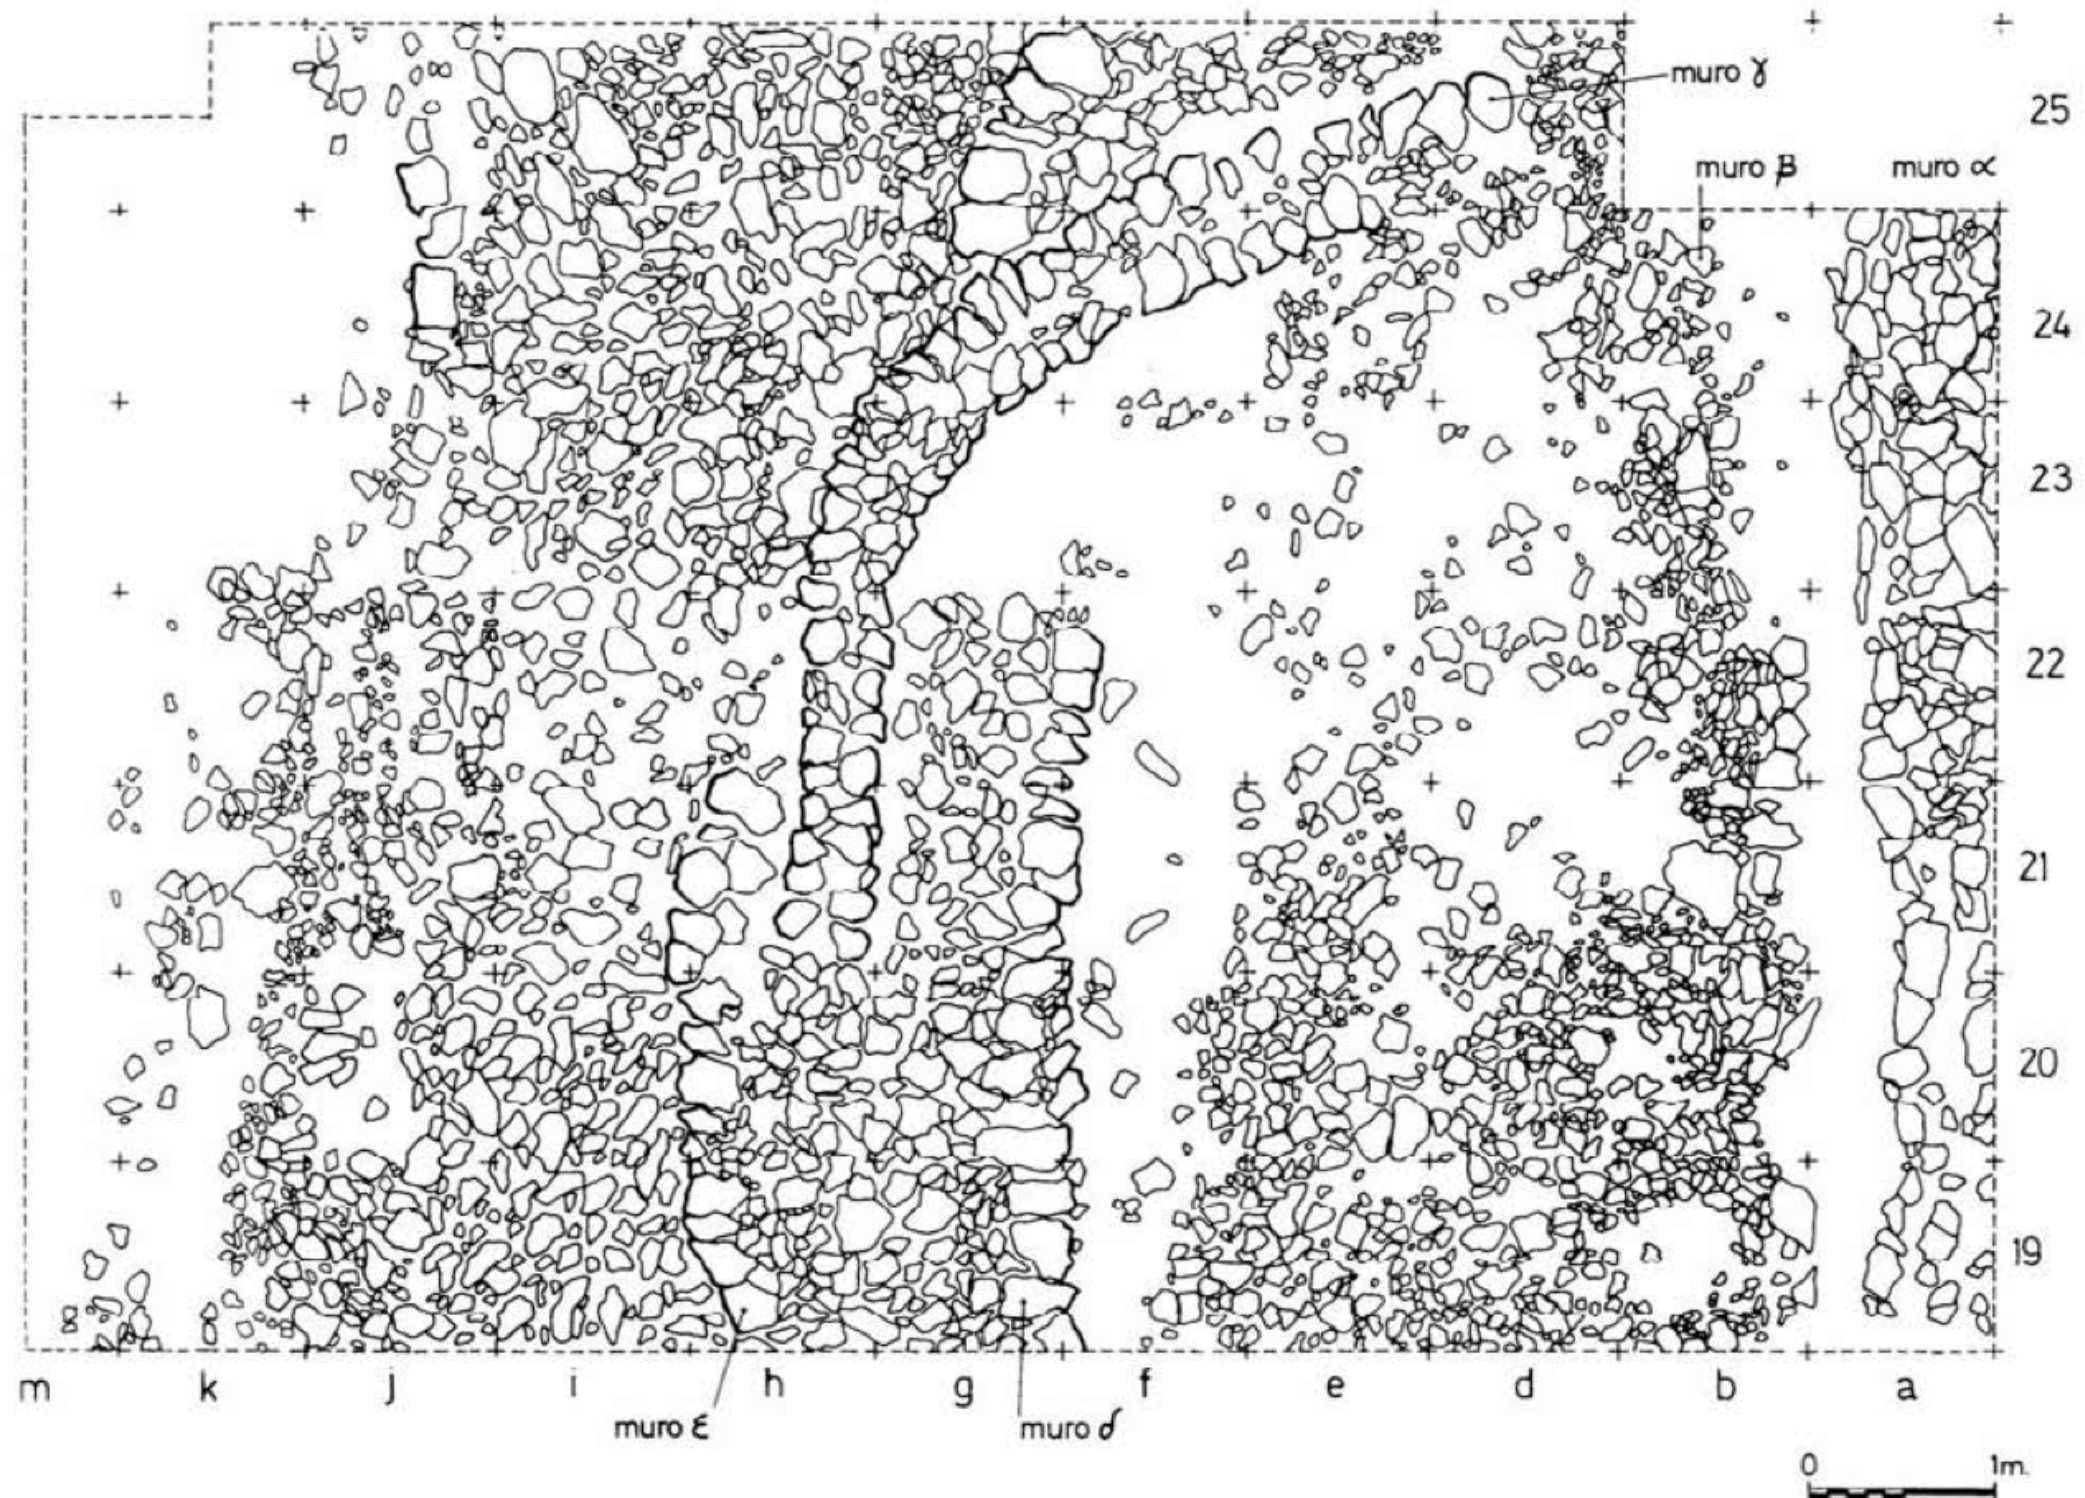 muro γ
25
muro β
muro α
24
23
22
21
20
19
m k j i h g f e d b a
muro ε
muro δ
0 1m.